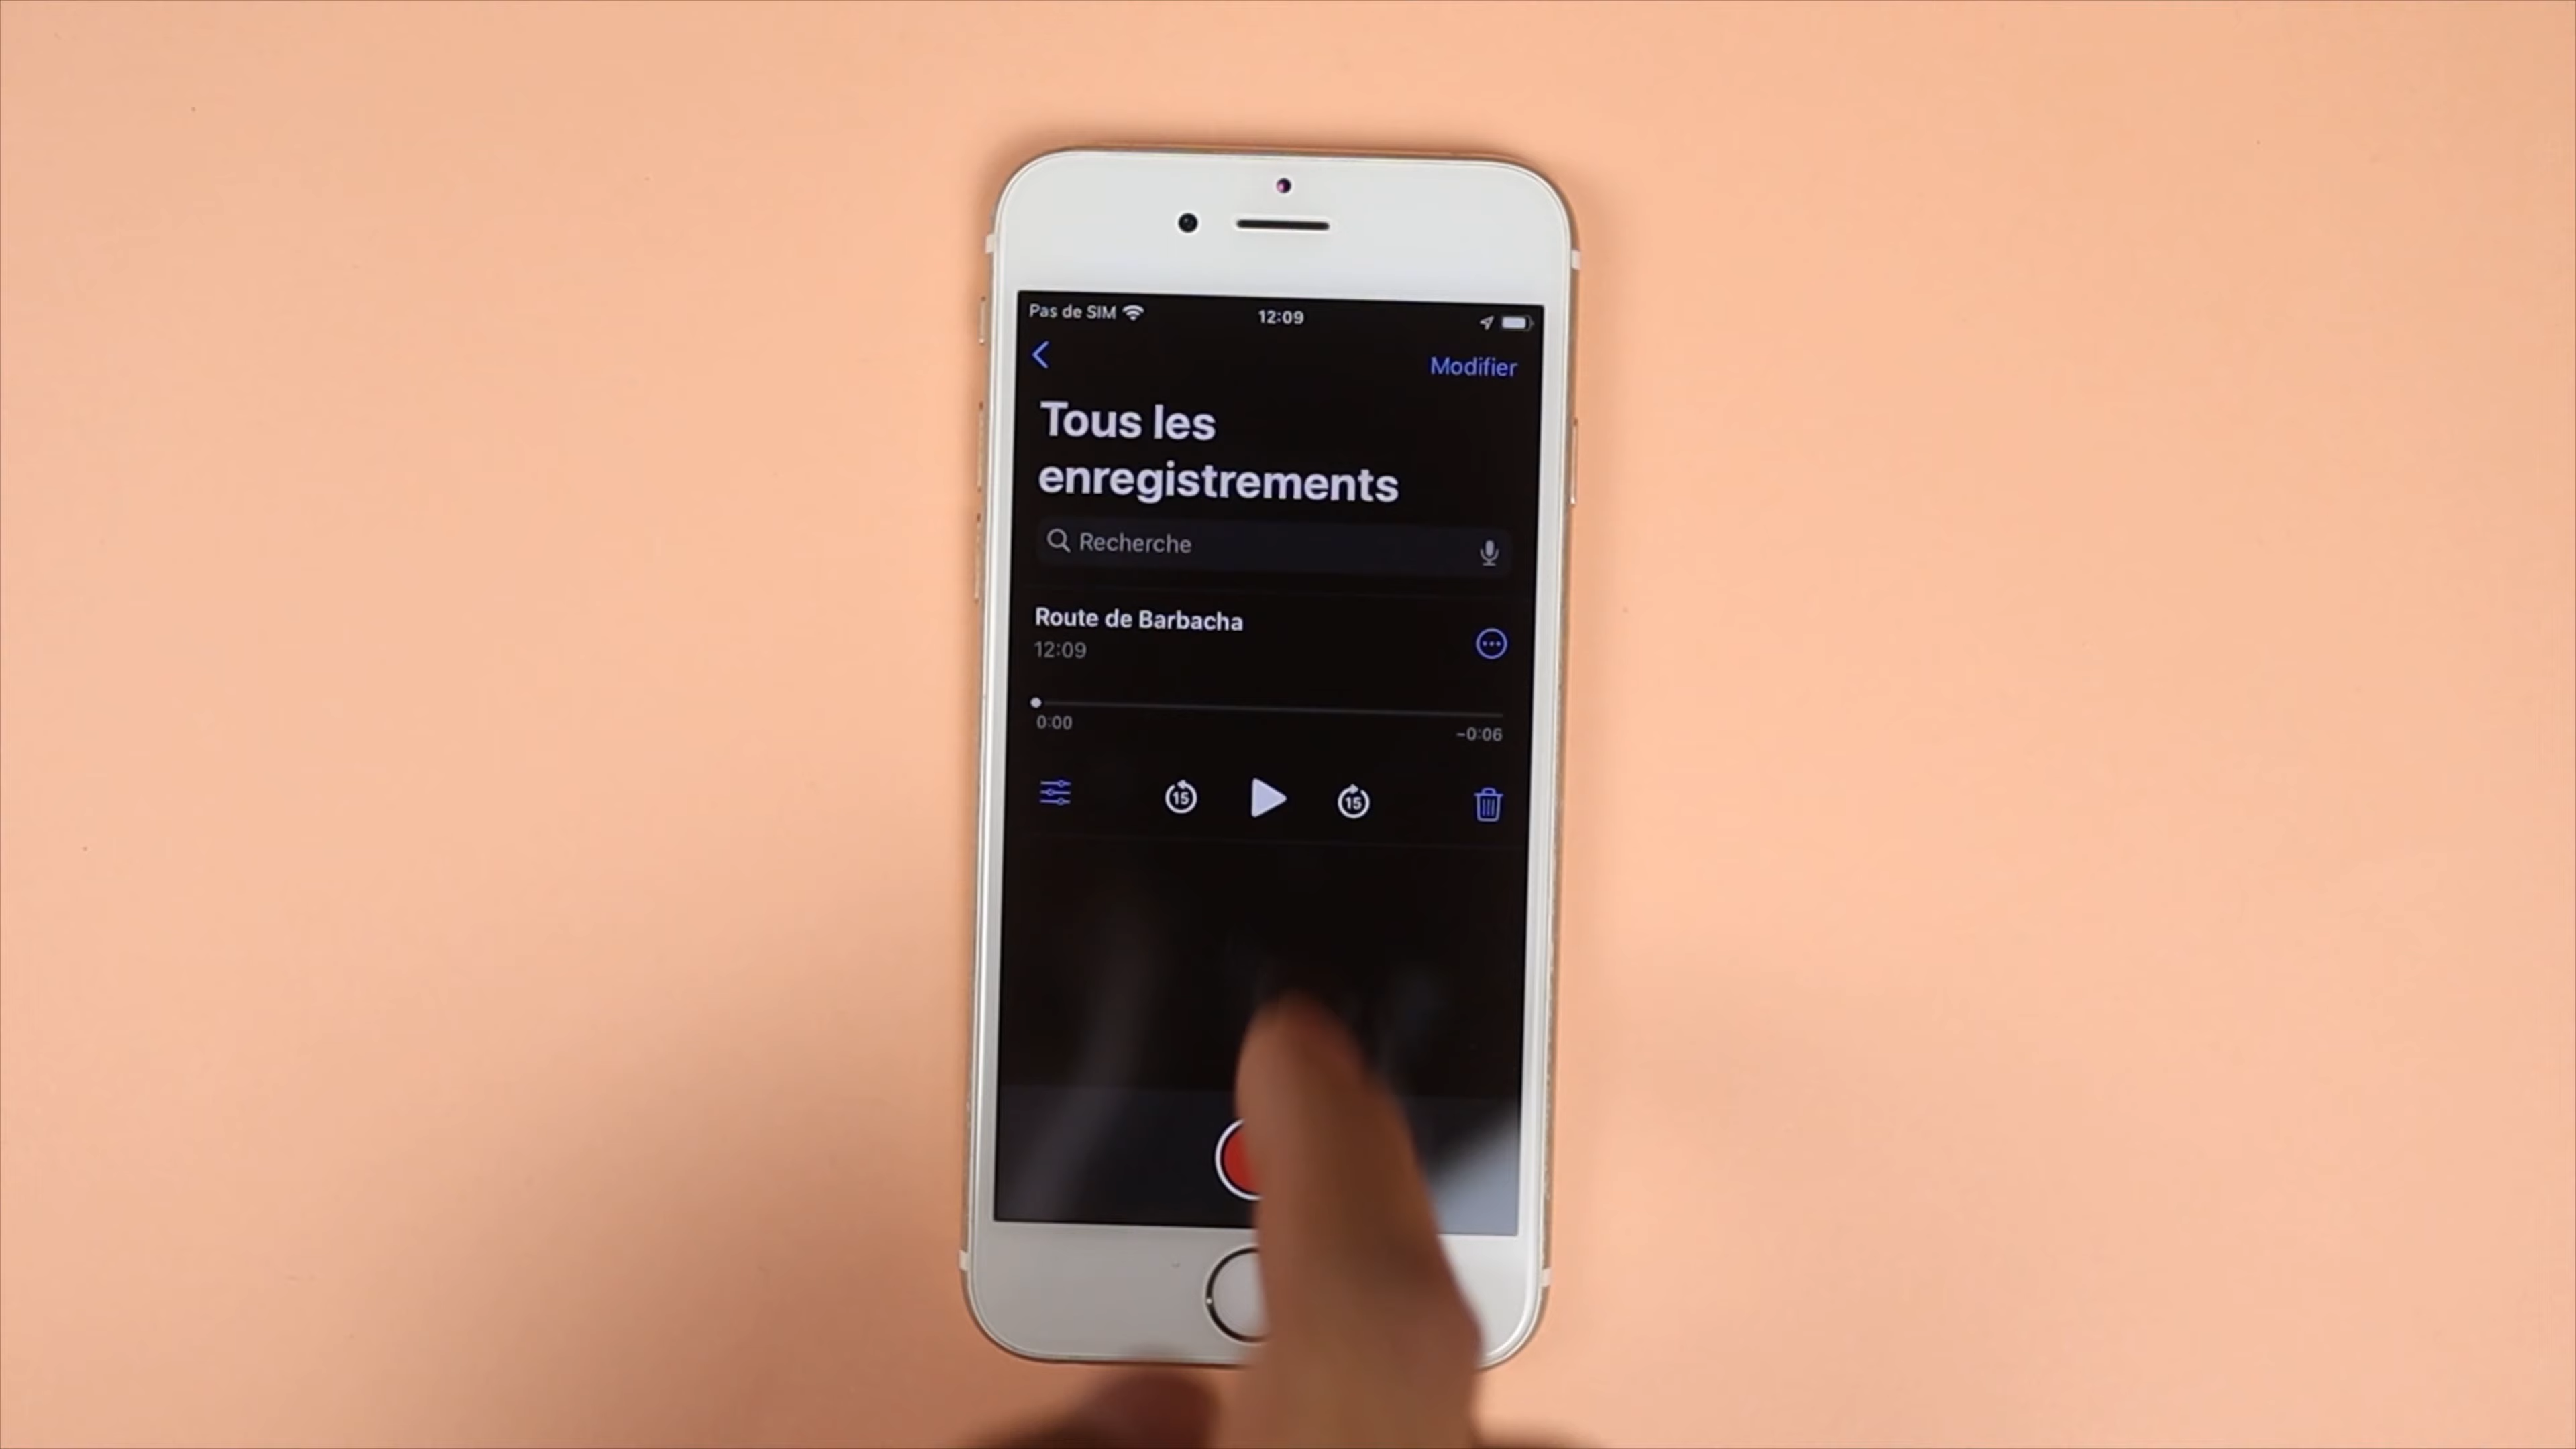 Pas de SIM
12:09
Modifier
Tous les
enregistrements
Recherche
Route de Barbacha
12:09
0:00
-0:06
15
15